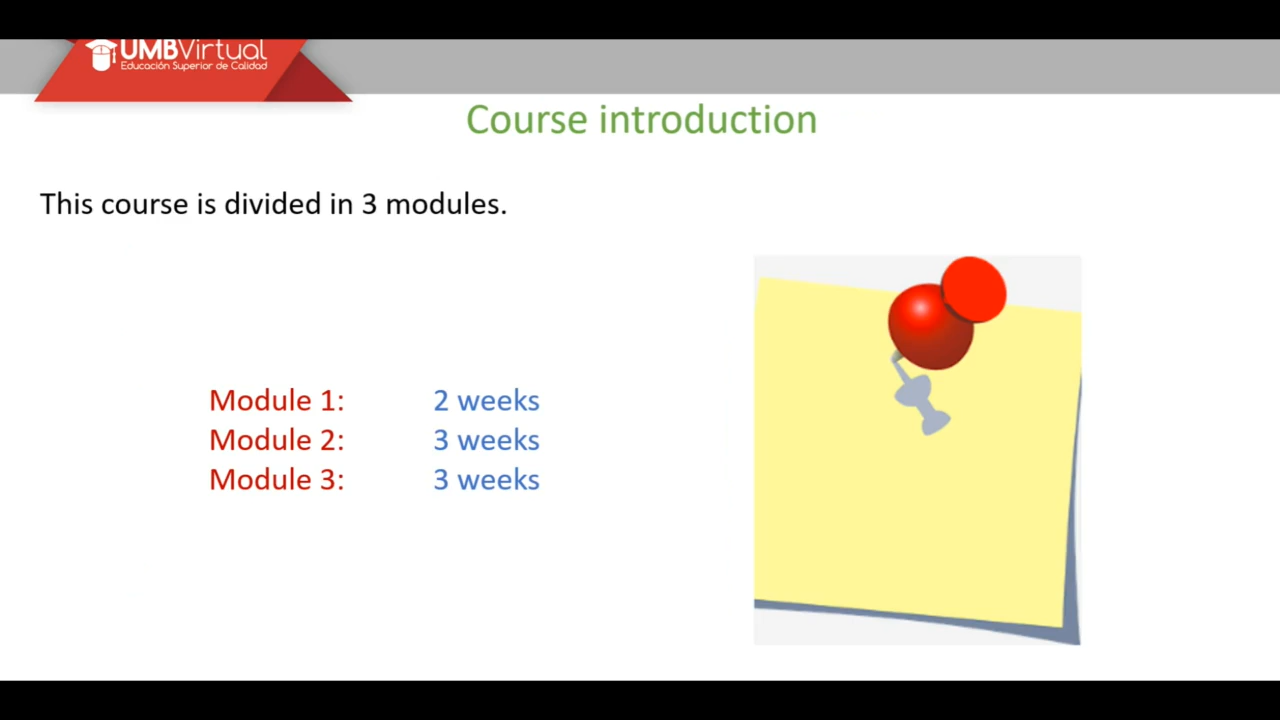 UMBVirtual
Educación Superior de Calidad
Course introduction
This course is divided in 3 modules.
Module 1: 2 weeks
Module 2: 3 weeks
Module 3: 3 weeks